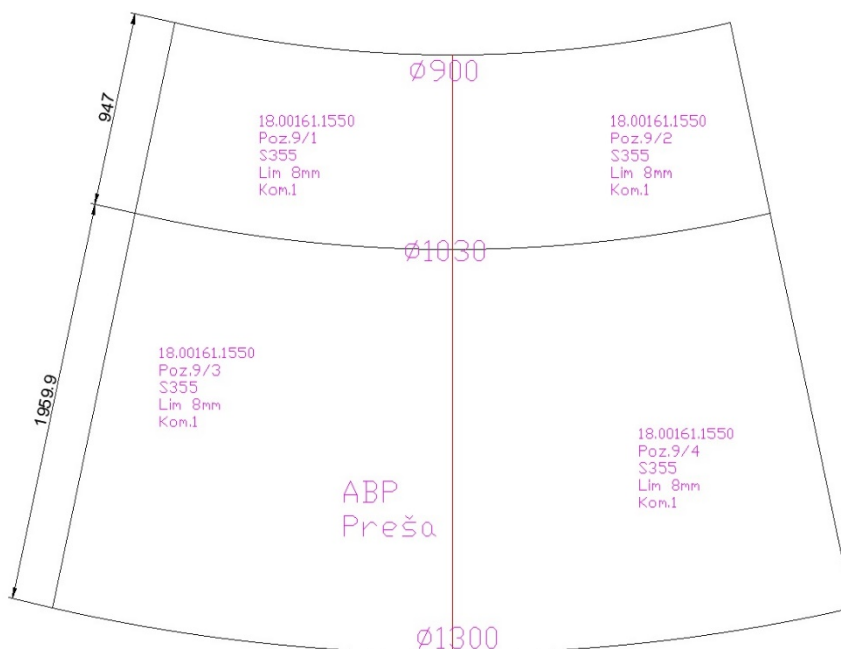 Ø900
947
18.00161.1550
Poz.9/1
S355
Lim 8mm
Kom.1
18.00161.1550
Poz.9/2
S355
Lim 8mm
Kom.1
Ø1030
1959.9
18.00161.1550
Poz.9/3
S355
Lim 8mm
Kom.1
18.00161.1550
Poz.9/4
S355
Lim 8mm
Kom.1
ABP
Preša
Ø1300